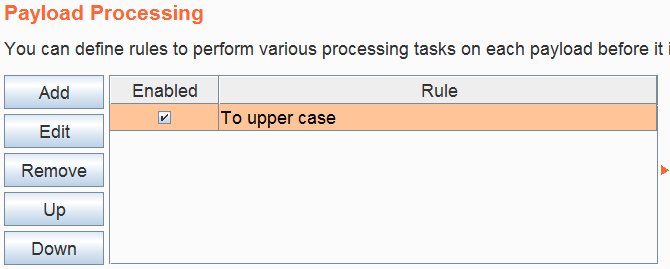 Payload Processing
You can define rules to perform various processing tasks on each payload before it i
Add
Enabled Rule
To upper case
Edit
Remove
Up
Down